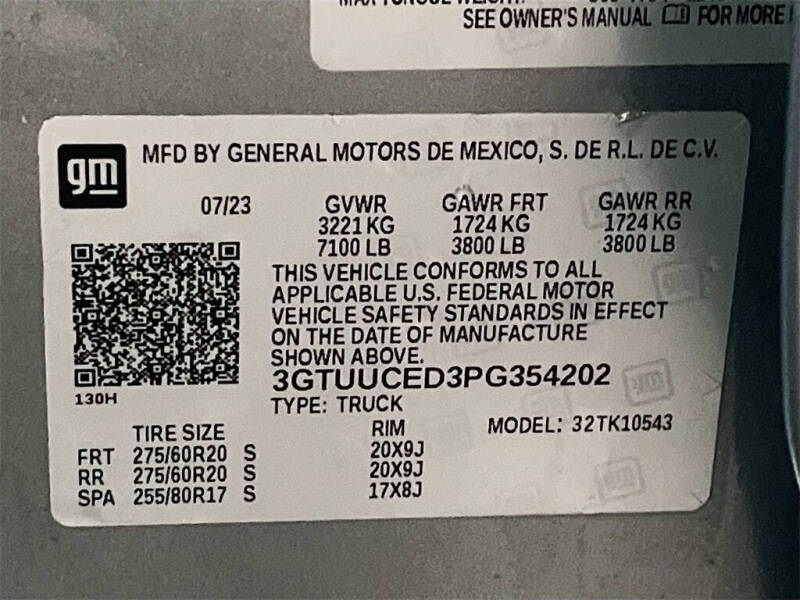 SEE OWNER'S MANUAL FOR MORE
gm
MFD BY GENERAL MOTORS DE MEXICO, S. DE R.L. DE C.V.
07/23 GVWR GAWR FRT GAWR RR
3221 KG 1724 KG 1724 KG
7100 LB 3800 LB 3800 LB
THIS VEHICLE CONFORMS TO ALL
APPLICABLE U.S. FEDERAL MOTOR
VEHICLE SAFETY STANDARDS IN EFFECT
ON THE DATE OF MANUFACTURE
SHOWN ABOVE.
3GTUUCED3PG354202
130H
TYPE: TRUCK
MODEL: 32TK10543
TIRE SIZE RIM
FRT 275/60R20 S 20X9J
RR 275/60R20 S 20X9J
SPA 255/80R17 S 17X8J